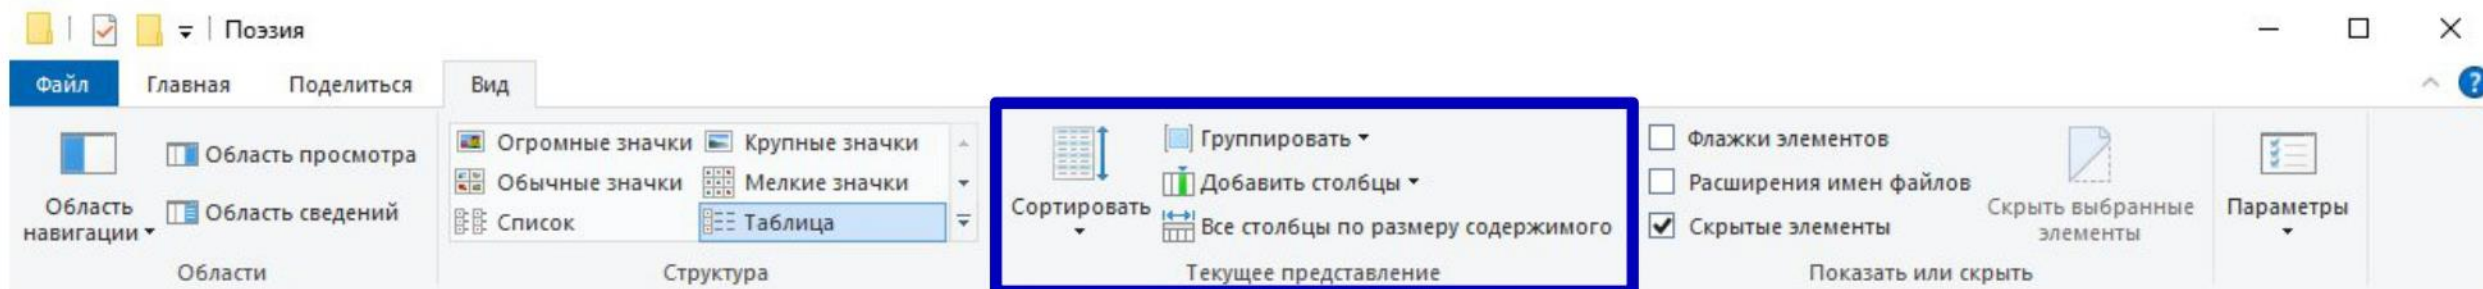 Поэзия
Файл Главная Поделиться Вид
?
Область навигации
Область просмотра
Область сведений
Области
Огромные значки Крупные значки
Обычные значки Мелкие значки
Список Таблица
Структура
Сортировать
Группировать
Добавить столбцы
Все столбцы по размеру содержимого
Текущее представление
Флажки элементов
Расширения имен файлов
Скрытые элементы
Скрыть выбранные
элементы
Показать или скрыть
Параметры